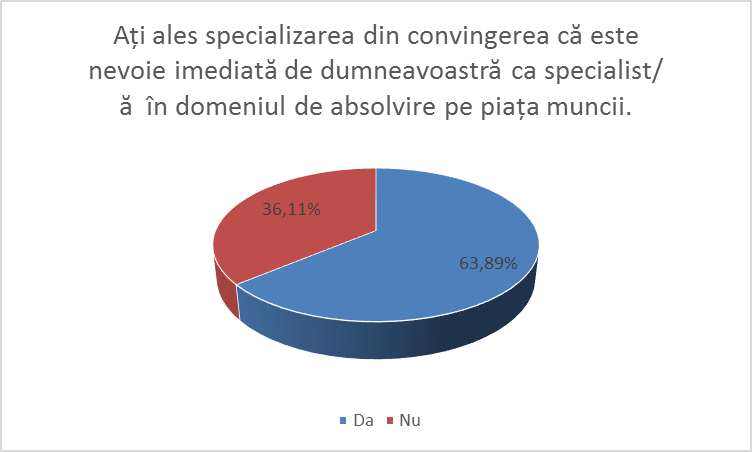 Ați ales specializarea din convingerea că este
nevoie imediată de dumneavoastră ca specialist/
ă  în domeniul de absolvire pe piața muncii.
36,11%
63,89%
Da Nu